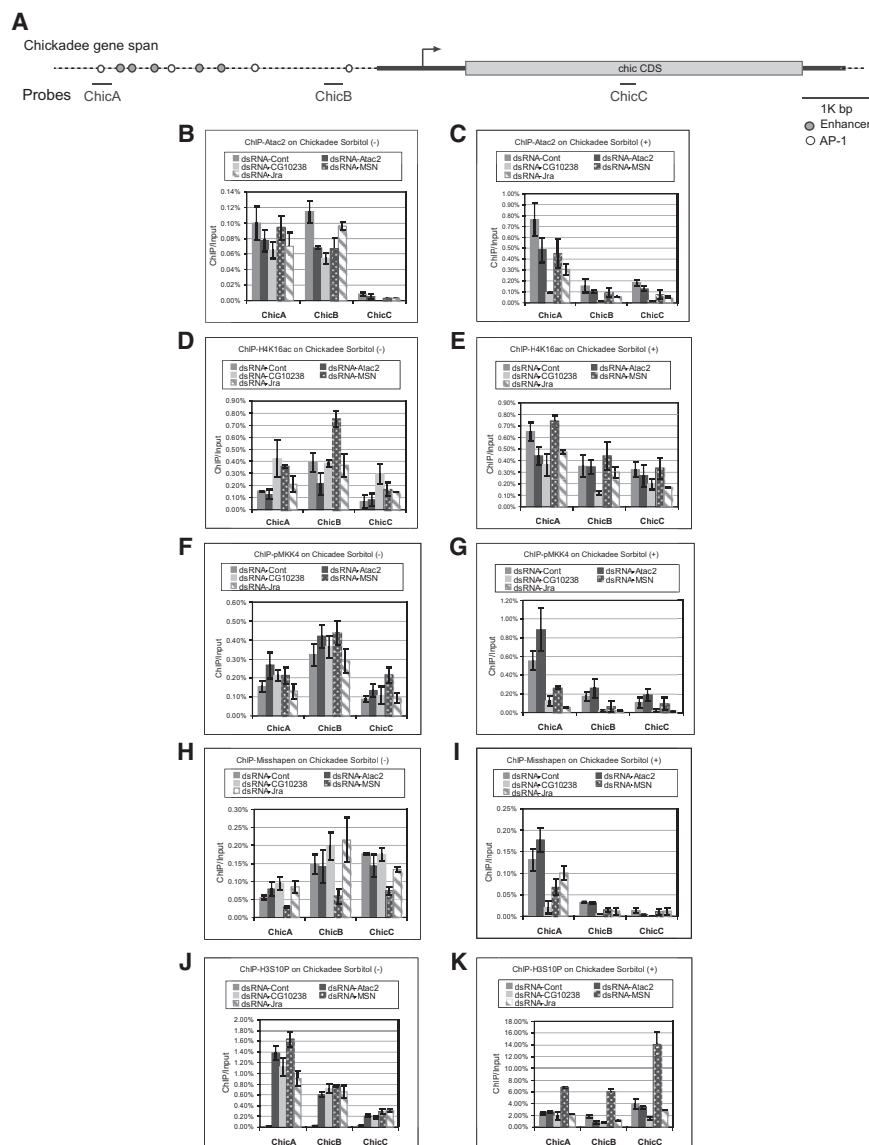 A
Chickadee gene span
chic CDS
Probes ChicA ChicB ChicC
1K bp
Enhancer
AP-1
B
ChIP-Atac2 on Chickadee Sorbitol (-)
dsRNA-Cont dsRNA-Atac2
dsRNA-CG10238 dsRNA-MSN
dsRNA-Jra
ChIP/Input
0.14%
0.12%
0.10%
0.08%
0.06%
0.04%
0.02%
0.00%
ChicA ChicB ChicC
C
ChIP-Atac2 on Chickadee Sorbitol (+)
dsRNA-Cont dsRNA-Atac2
dsRNA-CG10238 dsRNA-MSN
dsRNA-Jra
ChIP/Input
1.00%
0.90%
0.80%
0.70%
0.60%
0.50%
0.40%
0.30%
0.20%
0.10%
0.00%
ChicA ChicB ChicC
D
ChIP-H4K16ac on Chickadee Sorbitol (-)
dsRNA-Cont dsRNA-Atac2
dsRNA-CG10238 dsRNA-MSN
dsRNA-Jra
ChIP/Input
0.90%
0.80%
0.70%
0.60%
0.50%
0.40%
0.30%
0.20%
0.10%
0.00%
ChicA ChicB ChicC
E
ChIP-H4K16ac on Chickadee Sorbitol (+)
dsRNA-Cont dsRNA-Atac2
dsRNA-CG10238 dsRNA-MSN
dsRNA-Jra
ChIP/Input
0.90%
0.80%
0.70%
0.60%
0.50%
0.40%
0.30%
0.20%
0.10%
0.00%
ChicA ChicB ChicC
F
ChIP-pMKK4 on Chicadee Sorbitol (-)
dsRNA-Cont dsRNA-Atac2
dsRNA-CG10238 dsRNA-MSN
dsRNA-Jra
ChIP/Input
0.60%
0.50%
0.40%
0.30%
0.20%
0.10%
0.00%
ChicA ChicB ChicC
G
ChIP-pMKK4 on Chickadee Sorbitol (+)
dsRNA-Cont dsRNA-Atac2
dsRNA-CG10238 dsRNA-MSN
dsRNA-Jra
ChIP/Input
1.20%
1.00%
0.80%
0.60%
0.40%
0.20%
0.00%
ChicA ChicB ChicC
H
ChIP-Misshapen on Chickadee Sorbitol (-)
dsRNA-Cont dsRNA-Atac2
dsRNA-CG10238 dsRNA-MSN
dsRNA-Jra
ChIP/Input
0.30%
0.25%
0.20%
0.15%
0.10%
0.05%
0.00%
ChicA ChicB ChicC
I
ChIP-Misshapen on Chickadee Sorbitol (+)
dsRNA-Cont dsRNA-Atac2
dsRNA-CG10238 dsRNA-MSN
dsRNA-Jra
ChIP/Input
0.25%
0.20%
0.15%
0.10%
0.05%
0.00%
ChicA ChicB ChicC
J
ChIP-H3S10P on Chickadee Sorbitol (-)
dsRNA-Cont dsRNA-Atac2
dsRNA-CG10238 dsRNA-MSN
dsRNA-Jra
ChIP/Input
2.00%
1.80%
1.60%
1.40%
1.20%
1.00%
0.80%
0.60%
0.40%
0.20%
0.00%
ChicA ChicB ChicC
K
ChIP-H3S10P on Chickadee Sorbitol (+)
dsRNA-Cont dsRNA-Atac2
dsRNA-CG10238 dsRNA-MSN
dsRNA-Jra
ChIP/Input
18.00%
16.00%
14.00%
12.00%
10.00%
8.00%
6.00%
4.00%
2.00%
0.00%
ChicA ChicB ChicC